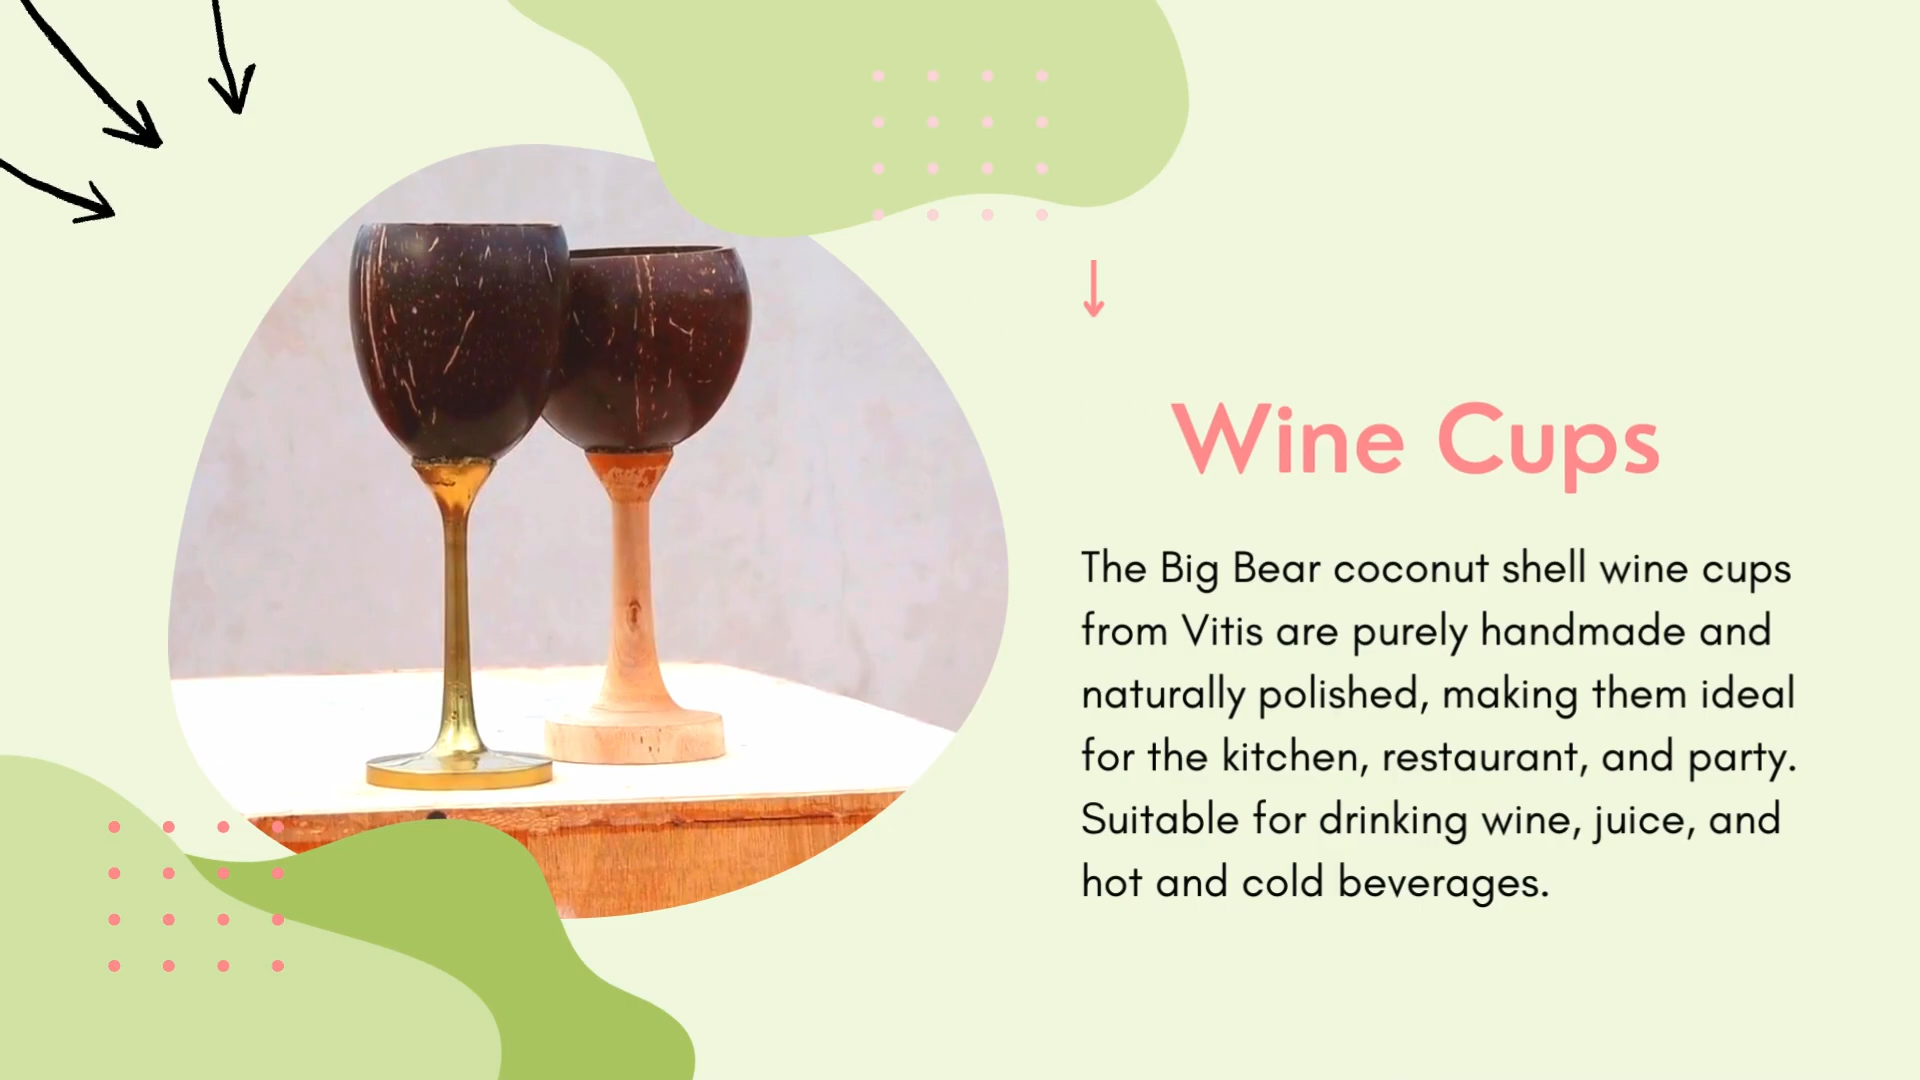 Wine Cups
The Big Bear coconut shell wine cups
from Vitis are purely handmade and
naturally polished, making them ideal
for the kitchen, restaurant, and party.
Suitable for drinking wine, juice, and
hot and cold beverages.